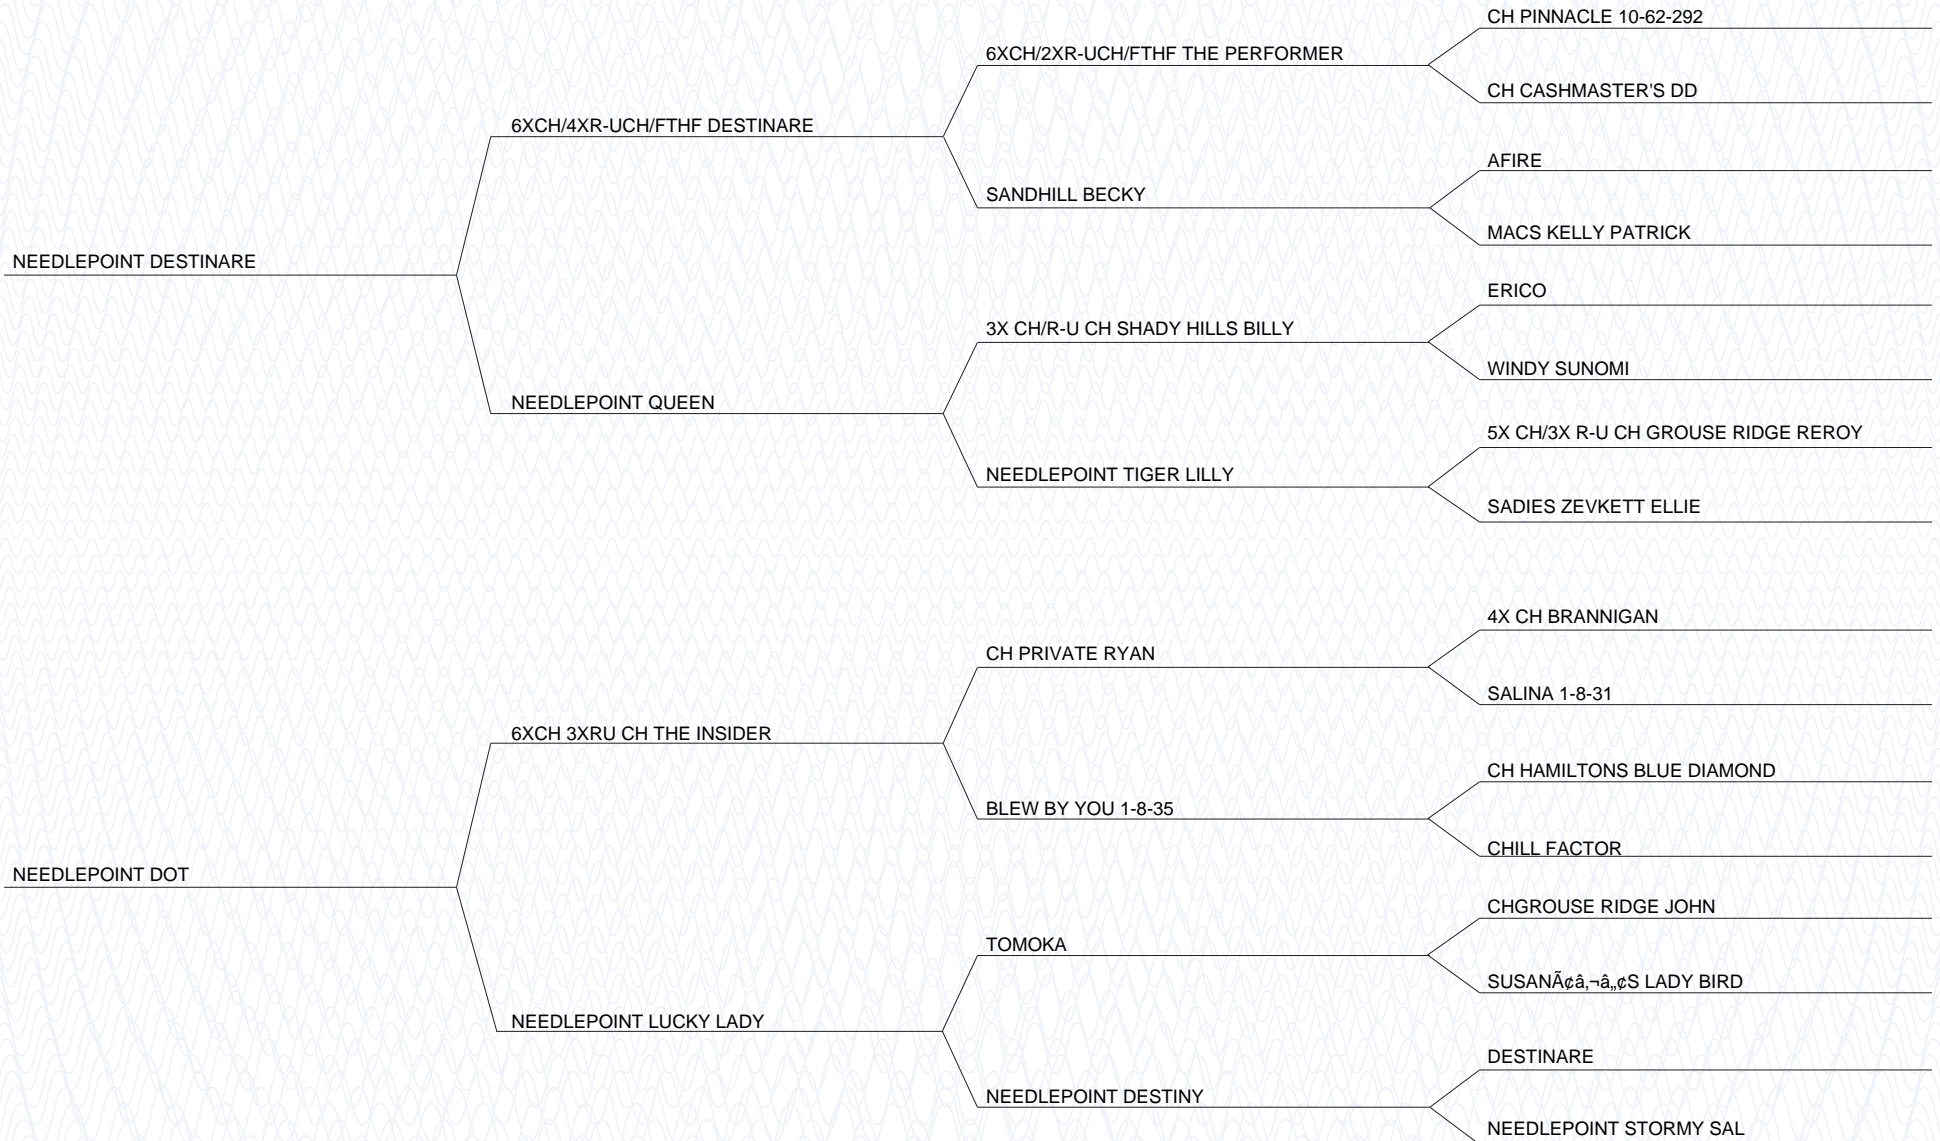 CH PINNACLE 10-62-292
6XCH/2XR-UCH/FTHF THE PERFORMER
CH CASHMASTER'S DD
6XCH/4XR-UCH/FTHF DESTINARE
AFIRE
SANDHILL BECKY
MACS KELLY PATRICK
NEEDLEPOINT DESTINARE
ERICO
3X CH/R-U CH SHADY HILLS BILLY
WINDY SUNOMI
NEEDLEPOINT QUEEN
5X CH/3X R-U CH GROUSE RIDGE REROY
NEEDLEPOINT TIGER LILLY
SADIES ZEVKETT ELLIE
4X CH BRANNIGAN
CH PRIVATE RYAN
SALINA 1-8-31
6XCH 3XRU CH THE INSIDER
CH HAMILTONS BLUE DIAMOND
BLEW BY YOU 1-8-35
CHILL FACTOR
NEEDLEPOINT DOT
CHGROUSE RIDGE JOHN
TOMOKA
SUSANÃ¢â‚¬â„¢S LADY BIRD
NEEDLEPOINT LUCKY LADY
DESTINARE
NEEDLEPOINT DESTINY
NEEDLEPOINT STORMY SAL